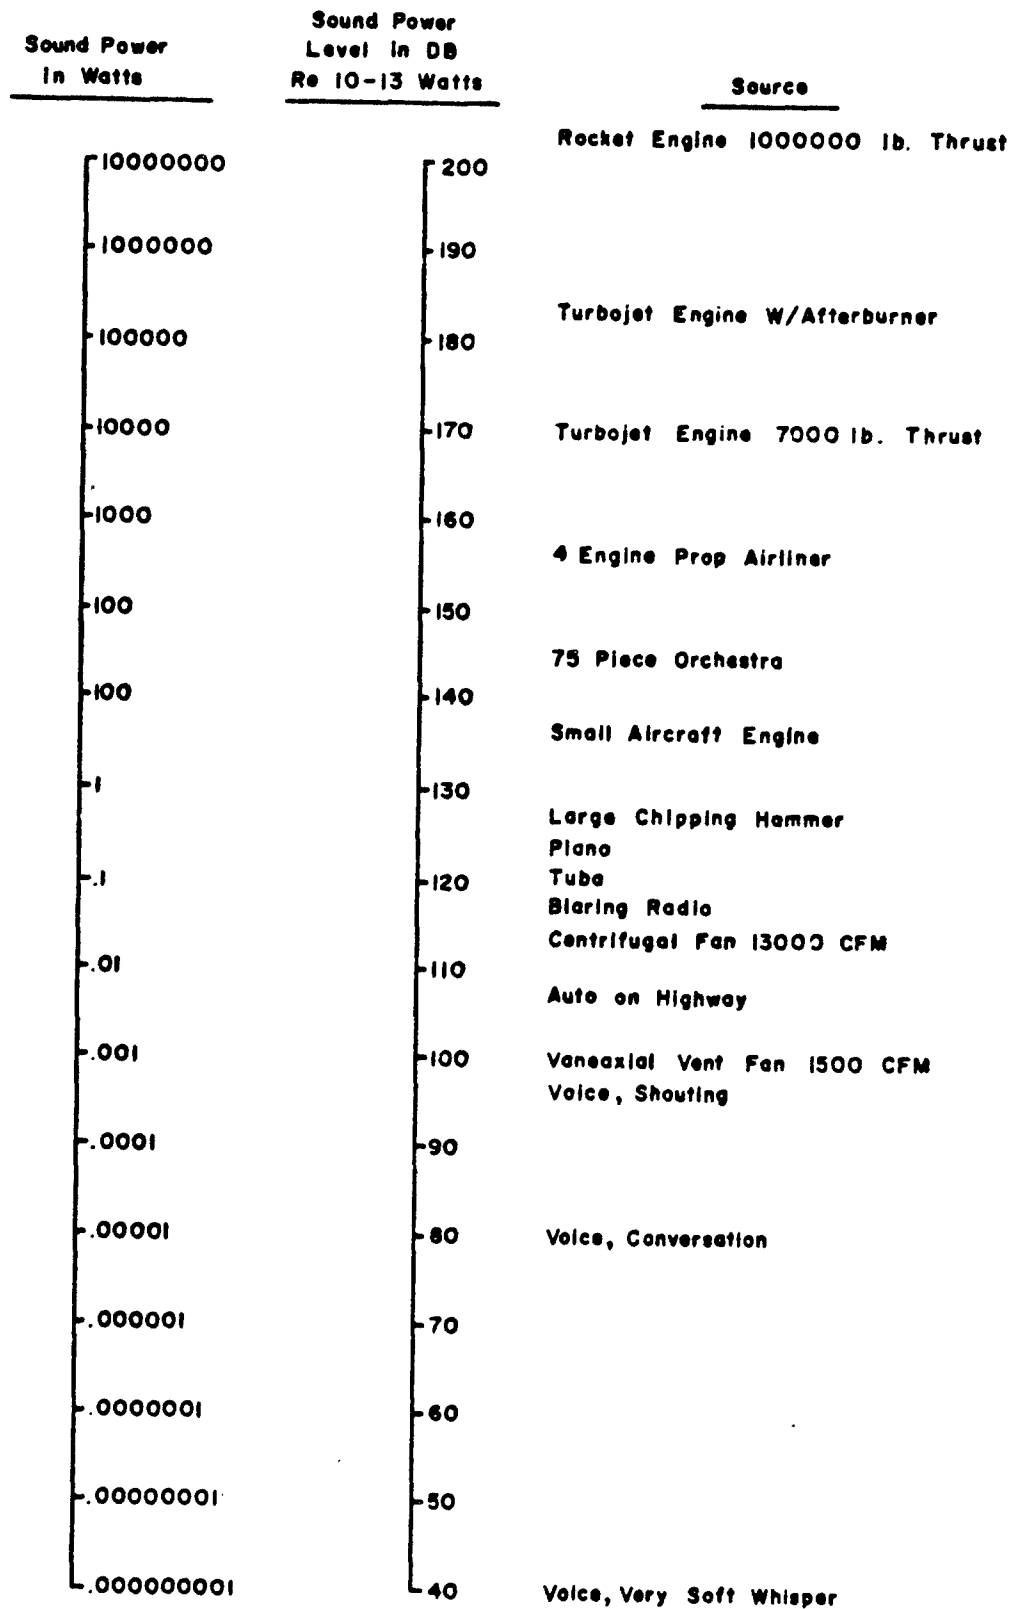 Sound Power
in Watts
Sound Power
Level in DB
Re 10-13 Watts
Source
Rocket Engine 1000000 lb. Thrust
10000000
200
1000000
190
Turbojet Engine W/Afterburner
100000
180
10000
170
Turbojet Engine 7000 lb. Thrust
1000
160
4 Engine Prop Airliner
100
150
75 Piece Orchestra
100
140
Small Aircraft Engine
1
130
Large Chipping Hammer
Piano
.1
120
Tuba
Blaring Radio
Centrifugal Fan 13000 CFM
.01
110
Auto on Highway
.001
100
Vaneaxial Vent Fan 1500 CFM
Voice, Shouting
.0001
90
.00001
80
Voice, Conversation
.000001
70
.0000001
60
.00000001
50
.000000001
40
Voice, Very Soft Whisper